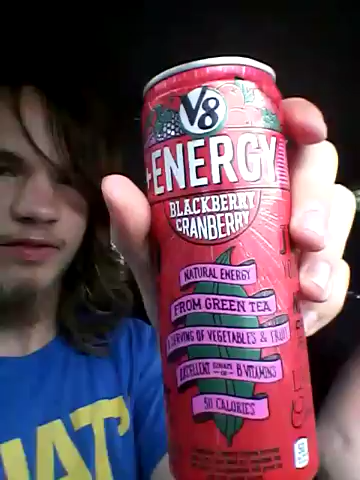 V8
+ENERGY
BLACKBERRY
CRANBERRY
NATURAL ENERGY
FROM GREEN TEA
1 SERVING OF VEGETABLES & FRUIT
EXCELLENT SOURCE OF B VITAMINS
50 CALORIES